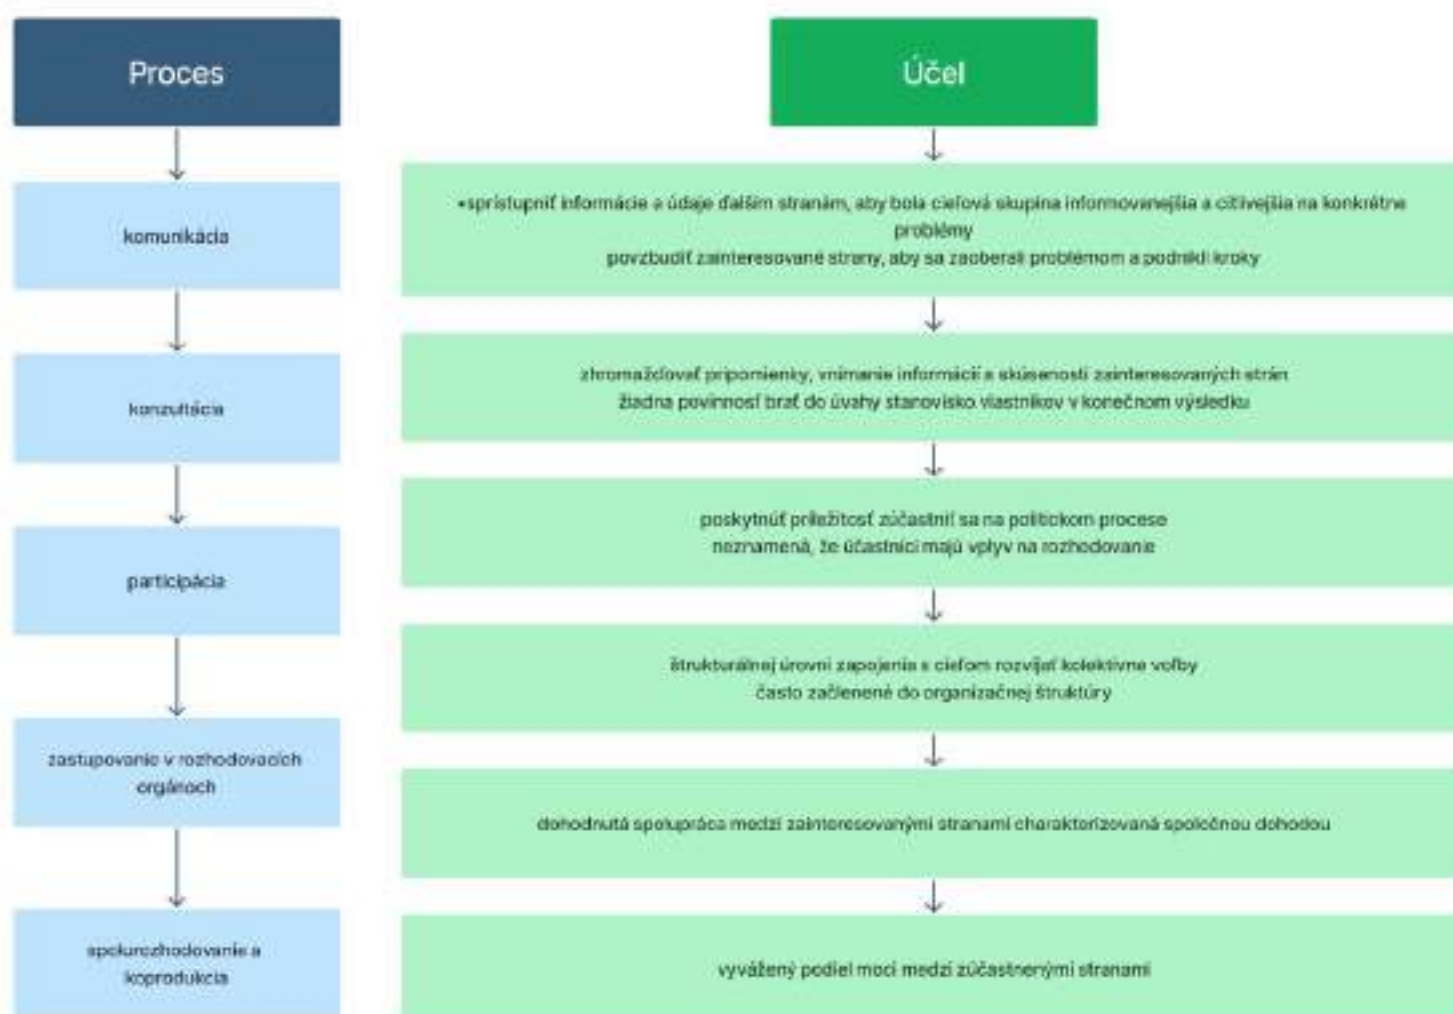 Proces
komunikácia
konzultácia
participácia
zastupovanie v rozhodovacích
orgánoch
spolurozhodovanie a
koprodukcia
Účel
•sprístupniť informácie a údaje ďalším stranám, aby bola cieľová skupina informovanejšia a citlivejšia na konkrétne
problémy
povzbudiť zainteresované strany, aby sa zaoberali problémom a podnikli kroky
zhromažďovať pripomienky, vnímanie informácií a skúseností zainteresovaných strán
žiadna povinnosť brať do úvahy stanovisko vlastníkov v konečnom výsledku
poskytnúť príležitosť zúčastniť sa na politickom procese
neznamená, že účastníci majú vplyv na rozhodovanie
štrukturálnej úrovni zapojenia s cieľom rozvíjať kolektívne voľby
často začlenené do organizačnej štruktúry
dohodnutá spolupráca medzi zainteresovanými stranami charakterizovaná spoločnou dohodou
vyvážený podiel moci medzi zúčastnenými stranami